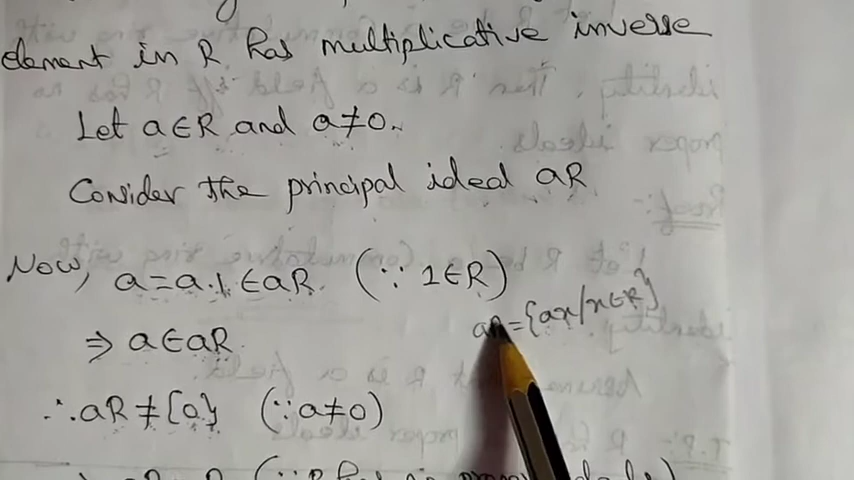 element in R has multiplicative inverse
Let a∈R and a≠0.
Consider the principal ideal aR
Now, a=a.1∈aR (∵ 1∈R)
aR={ax/x∈R}
⇒ a∈aR
∴ aR≠{0} (∵ a≠0)